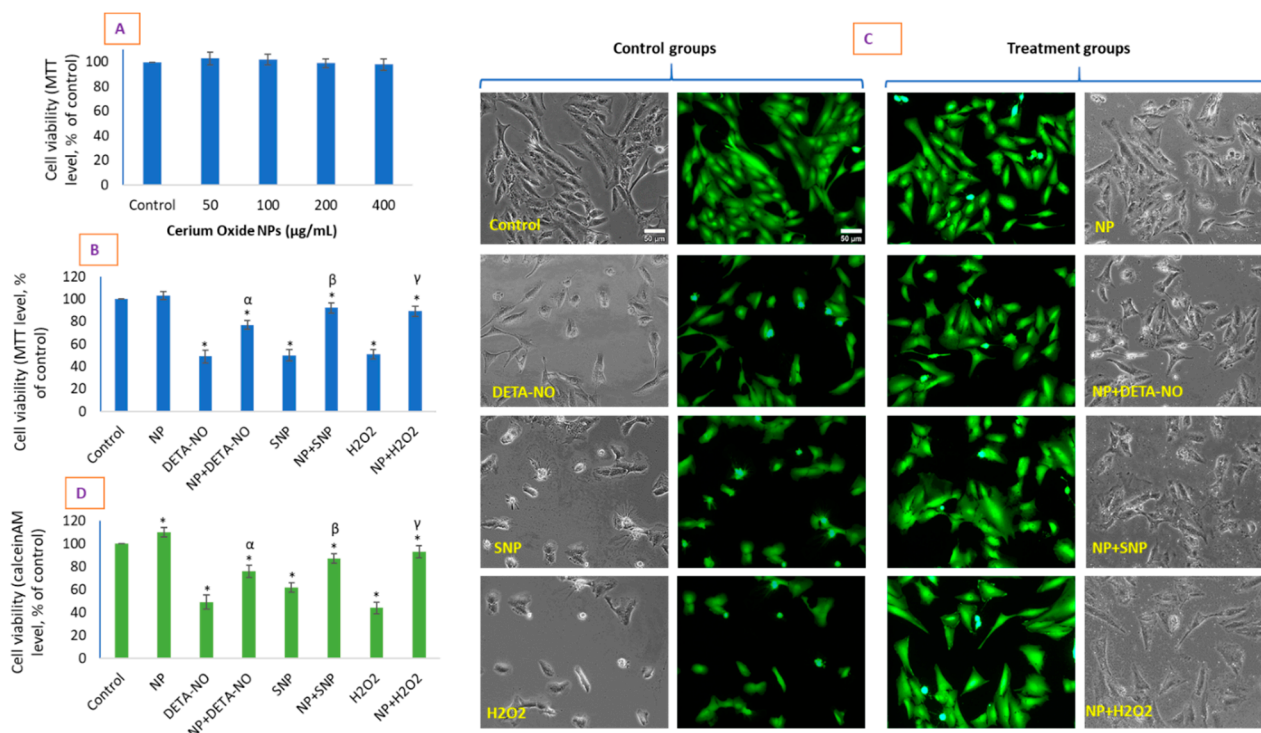 A
Cell viability (MTT
level, % of control)
100
80
60
40
20
0
Control 50 100 200 400
Cerium Oxide NPs (µg/mL)
B
Cell viability (MTT level, %
of control)
120
100
80
60
40
20
0
* α * * β * * γ *
Control NP DETA-NO NP+DETA-NO SNP NP+SNP H2O2 NP+H2O2
D
Cell viability (calceinAM
level, % of control)
120
100
80
60
40
20
0
* * α * * β * * γ *
Control NP DETA-NO NP+DETA-NO SNP NP+SNP H2O2 NP+H2O2
C
Control groups
Treatment groups
Control
50 µm
50 µm
NP
DETA-NO
NP+DETA-NO
SNP
NP+SNP
H2O2
NP+H2O2